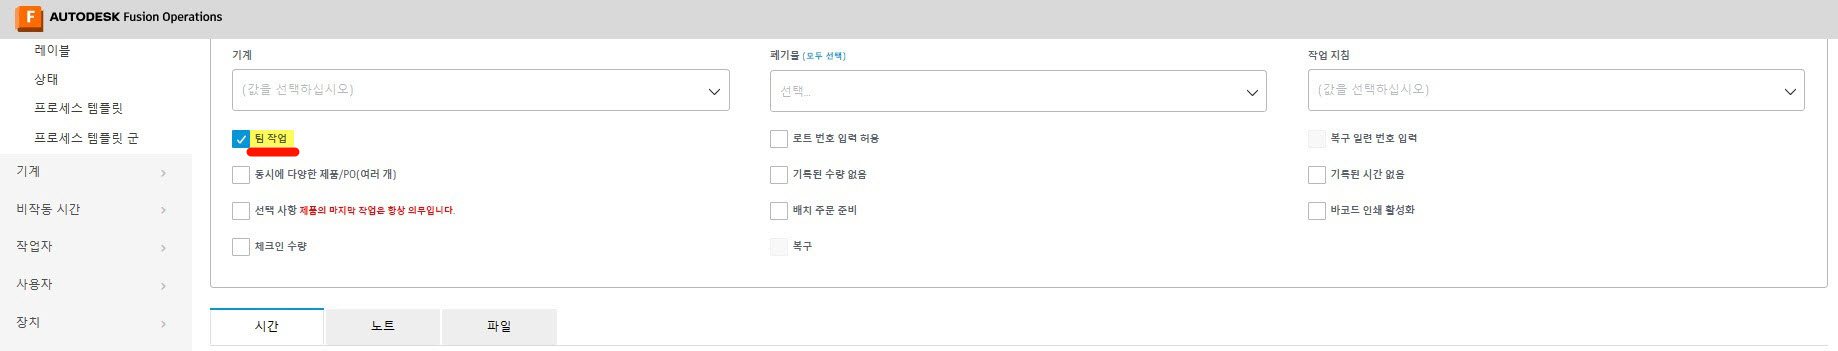 F AUTODESK Fusion Operations
레이블
상태
프로세스 템플릿
프로세스 템플릿 군
기계
비작동 시간
작업자
사용자
장치
기계
(값을 선택하십시오)
폐기물 (모두 선택)
선택...
작업 지침
(값을 선택하십시오)
팀 작업
로트 번호 입력 허용
복구 일련 번호 입력
동시에 다양한 제품/PO(여러 개)
기록된 수량 없음
기록된 시간 없음
선택 사항 제품의 마지막 작업은 항상 의무입니다.
배치 주문 준비
바코드 인쇄 활성화
체크인 수량
복구
시간
노트
파일